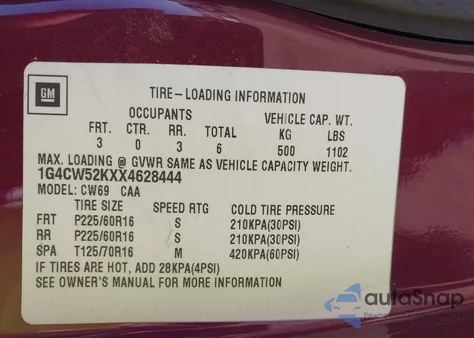 GM
TIRE-LOADING INFORMATION
OCCUPANTS VEHICLE CAP. WT.
FRT. CTR. RR. TOTAL KG LBS
3 0 3 6 500 1102
MAX. LOADING @ GVWR SAME AS VEHICLE CAPACITY WEIGHT.
1G4CW52KXX4628444
MODEL: CW69 CAA
TIRE SIZE SPEED RTG COLD TIRE PRESSURE
FRT P225/60R16 S 210KPA(30PSI)
RR P225/60R16 S 210KPA(30PSI)
SPA T125/70R16 M 420KPA(60PSI)
IF TIRES ARE HOT, ADD 28KPA(4PSI)
SEE OWNER'S MANUAL FOR MORE INFORMATION
autoSnap